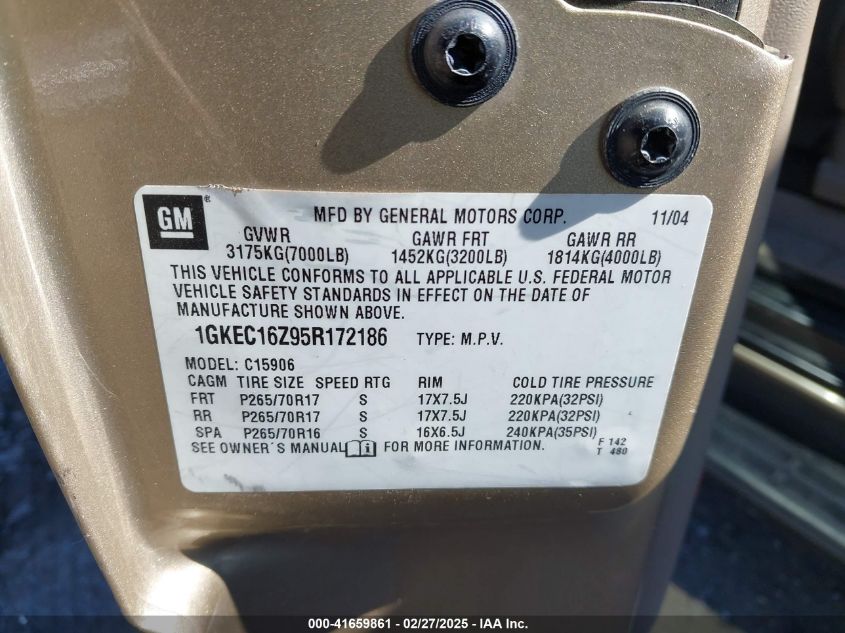 GM ®
MFD BY GENERAL MOTORS CORP. 11/04
GVWR GAWR FRT GAWR RR
3175KG(7000LB) 1452KG(3200LB) 1814KG(4000LB)
THIS VEHICLE CONFORMS TO ALL APPLICABLE U.S. FEDERAL MOTOR
VEHICLE SAFETY STANDARDS IN EFFECT ON THE DATE OF
MANUFACTURE SHOWN ABOVE.
1GKEC16Z95R172186 TYPE: M.P.V.
MODEL: C15906
CAGM TIRE SIZE SPEED RTG RIM COLD TIRE PRESSURE
FRT P265/70R17 S 17X7.5J 220KPA(32PSI)
RR P265/70R17 S 17X7.5J 220KPA(32PSI)
SPA P265/70R16 S 16X6.5J 240KPA(35PSI)
SEE OWNER´S MANUAL i FOR MORE INFORMATION. F 142
T 480
000-41659861 - 02/27/2025 - IAA Inc.